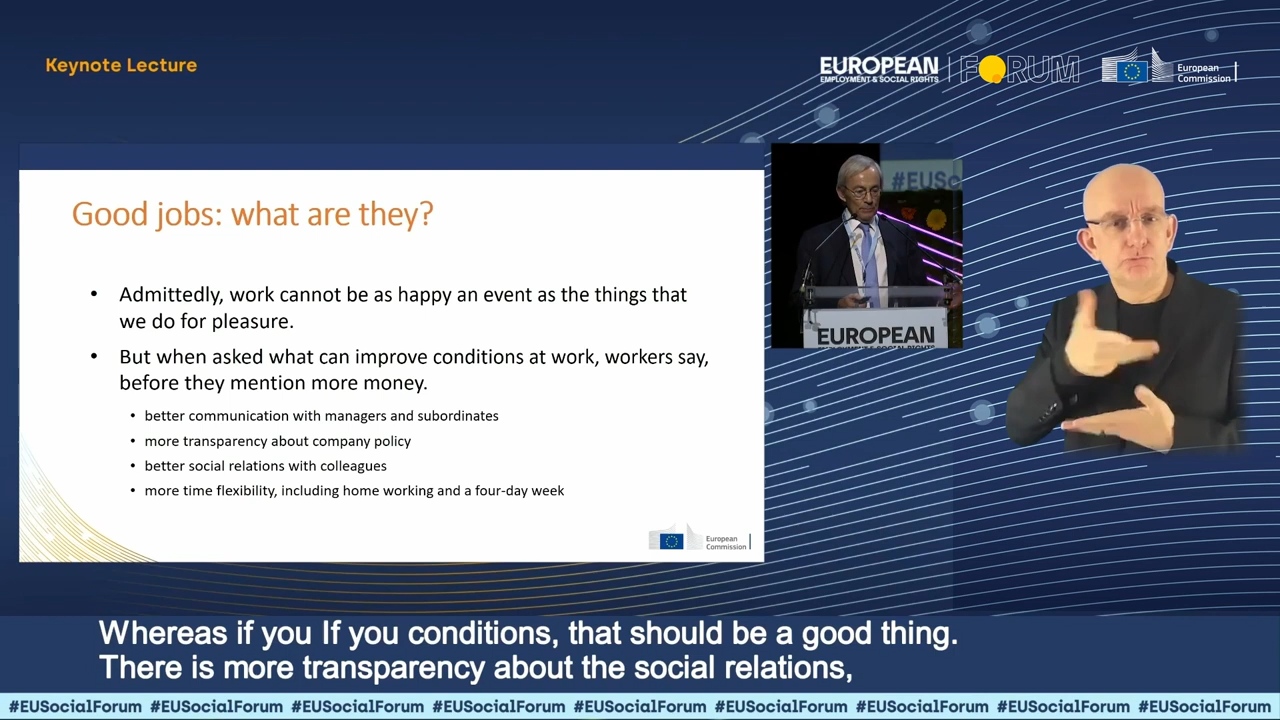 Keynote Lecture
EUROPEAN
EMPLOYMENT & SOCIAL RIGHTS
FORUM
European
Commission
Good jobs: what are they?
• Admittedly, work cannot be as happy an event as the things that
we do for pleasure.
• But when asked what can improve conditions at work, workers say,
before they mention more money.
• better communication with managers and subordinates
• more transparency about company policy
• better social relations with colleagues
• more time flexibility, including home working and a four-day week
European
Commission
#EUSo
EUROPEAN
EMPLOYMENT & SOCIAL RIGHTS
Whereas if you If you conditions, that should be a good thing.
There is more transparency about the social relations,
#EUSocialForum #EUSocialForum #EUSocialForum #EUSocialForum #EUSocialForum #EUSocialForum #EUSocialForum #EUSocialForum #EUSocialForum